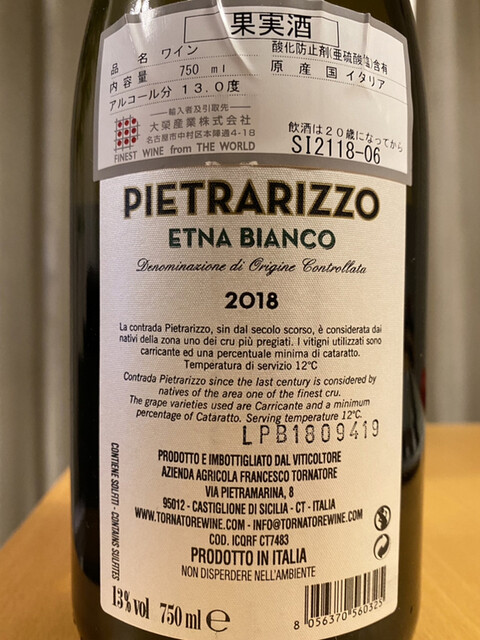 果実酒
品名 ワイン
内容量 750 ml
アルコール分 13.0度
酸化防止剤(亜硫酸塩)含有
原産国 イタリア
輸入者及引取先
大榮産業株式会社
名古屋市中村区本陣通4-18
FINEST WINE from THE WORLD
飲酒は20歳になってから
SI2118-06
PIETRARIZZO
ETNA BIANCO
Denominazione di Origine Controllata
2018
La contrada Pietrarizzo, sin dal secolo scorso, è considerata dai
nativi della zona uno dei cru più pregiati. I vitigni utilizzati sono
carricante ed una percentuale minima di cataratto.
Temperatura di servizio 12°C
Contrada Pietrarizzo since the last century is considered by
natives of the area one of the finest cru.
The grape varieties used are Carricante and a minimum
percentage of Cataratto. Serving temperature 12°C.
LPB1809419
PRODOTTO E IMBOTTIGLIATO DAL VITICOLTORE
AZIENDA AGRICOLA FRANCESCO TORNATORE
VIA PIETRAMARINA, 8
95012 - CASTIGLIONE DI SICILIA - CT - ITALIA
WWW.TORNATOREWINE.COM - INFO@TORNATOREWINE.COM
COD. ICQRF CT7483
PRODOTTO IN ITALIA
NON DISPERDERE NELL'AMBIENTE
CONTIENE SOLFITI - CONTAINS SULFITES
13% vol 750 ml e
8 056370 560325